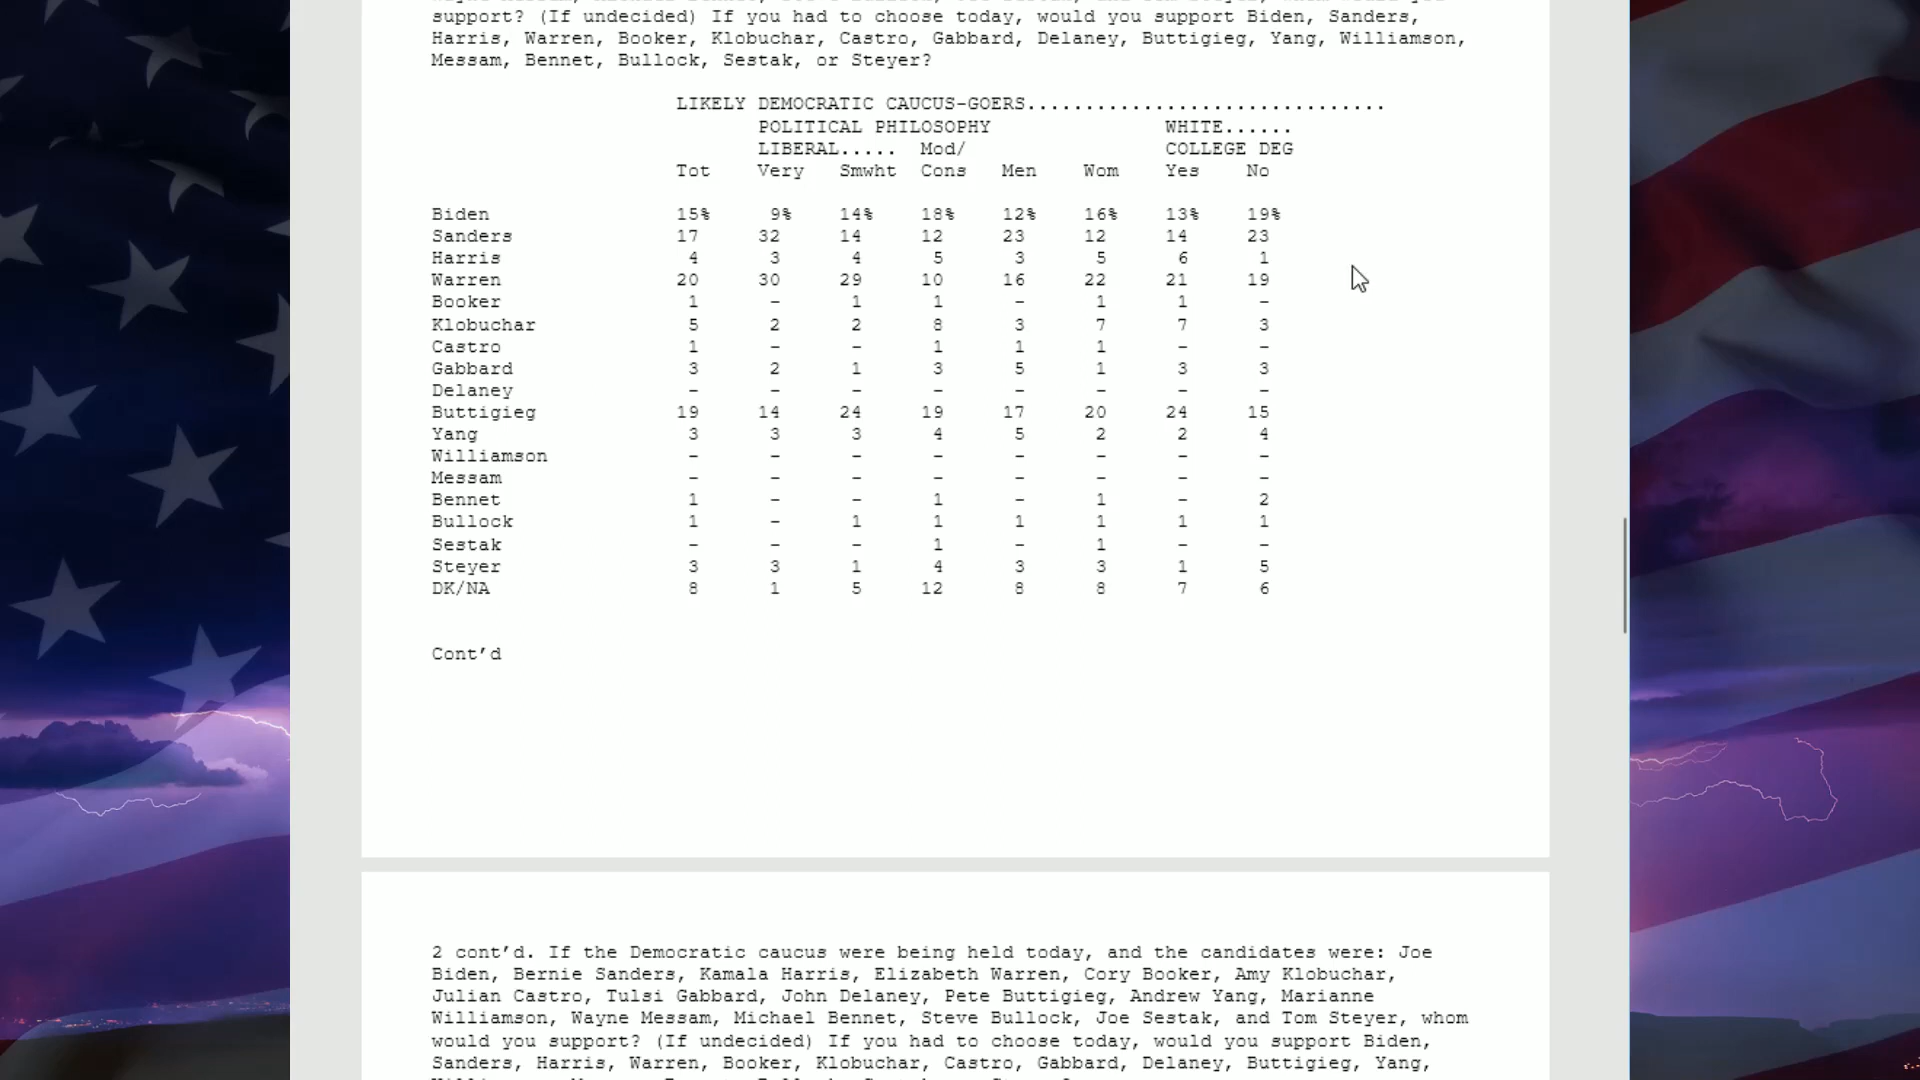 support? (If undecided) If you had to choose today, would you support Biden, Sanders,
Harris, Warren, Booker, Klobuchar, Castro, Gabbard, Delaney, Buttigieg, Yang, Williamson,
Messam, Bennet, Bullock, Sestak, or Steyer?
LIKELY DEMOCRATIC CAUCUS-GOERS...............................
POLITICAL PHILOSOPHY WHITE......
LIBERAL..... Mod/ COLLEGE DEG
Tot Very Smwht Cons Men Wom Yes No
Biden 15% 9% 14% 18% 12% 16% 13% 19%
Sanders 17 32 14 12 23 12 14 23
Harris 4 3 4 5 3 5 6 1
Warren 20 30 29 10 16 22 21 19
Booker 1 - 1 1 - 1 1 -
Klobuchar 5 2 2 8 3 7 7 3
Castro 1 - - 1 1 1 - -
Gabbard 3 2 1 3 5 1 3 3
Delaney - - - - - - - -
Buttigieg 19 14 24 19 17 20 24 15
Yang 3 3 3 4 5 2 2 4
Williamson - - - - - - - -
Messam - - - - - - - -
Bennet 1 - - 1 - 1 - 2
Bullock 1 - 1 1 1 1 1 1
Sestak - - - 1 - 1 - -
Steyer 3 3 1 4 3 3 1 5
DK/NA 8 1 5 12 8 8 7 6
Cont’d
2 cont’d. If the Democratic caucus were being held today, and the candidates were: Joe
Biden, Bernie Sanders, Kamala Harris, Elizabeth Warren, Cory Booker, Amy Klobuchar,
Julian Castro, Tulsi Gabbard, John Delaney, Pete Buttigieg, Andrew Yang, Marianne
Williamson, Wayne Messam, Michael Bennet, Steve Bullock, Joe Sestak, and Tom Steyer, whom
would you support? (If undecided) If you had to choose today, would you support Biden,
Sanders, Harris, Warren, Booker, Klobuchar, Castro, Gabbard, Delaney, Buttigieg, Yang,